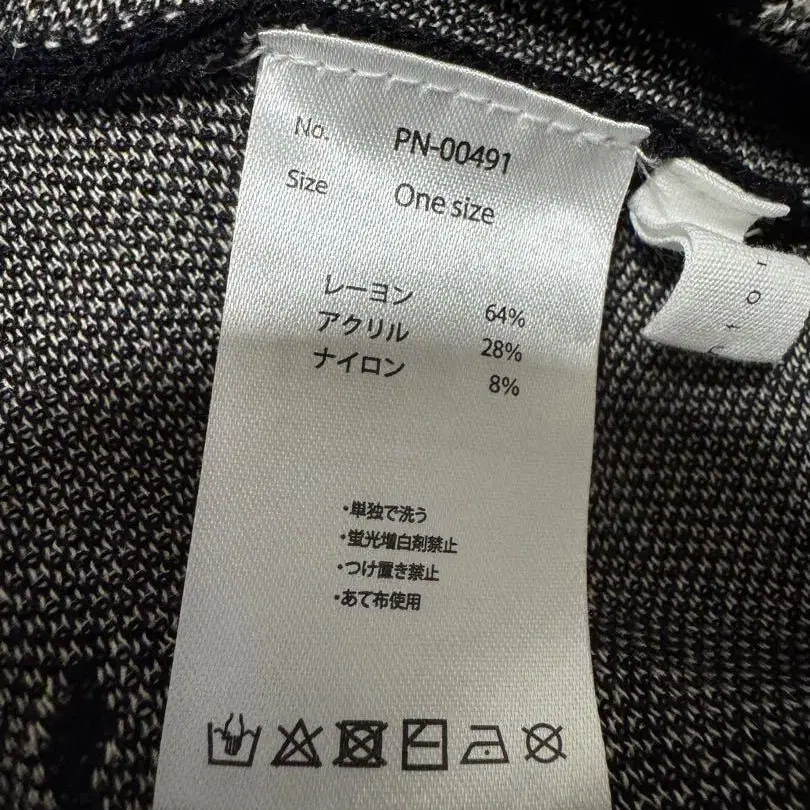 No. PN-00491
Size One size
レーヨン 64%
アクリル 28%
ナイロン 8%
・単独で洗う
・蛍光増白剤禁止
・つけ置き禁止
・あて布使用